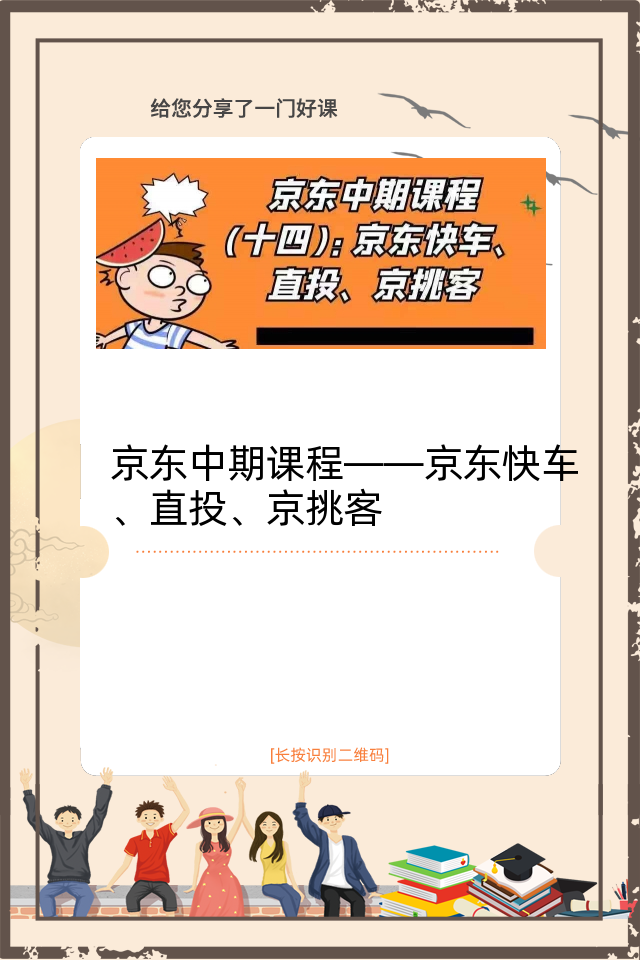 给您分享了一门好课
京东中期课程
(十四):京东快车、
直投、京挑客
京东中期课程——京东快车
、直投、京挑客
[长按识别二维码]